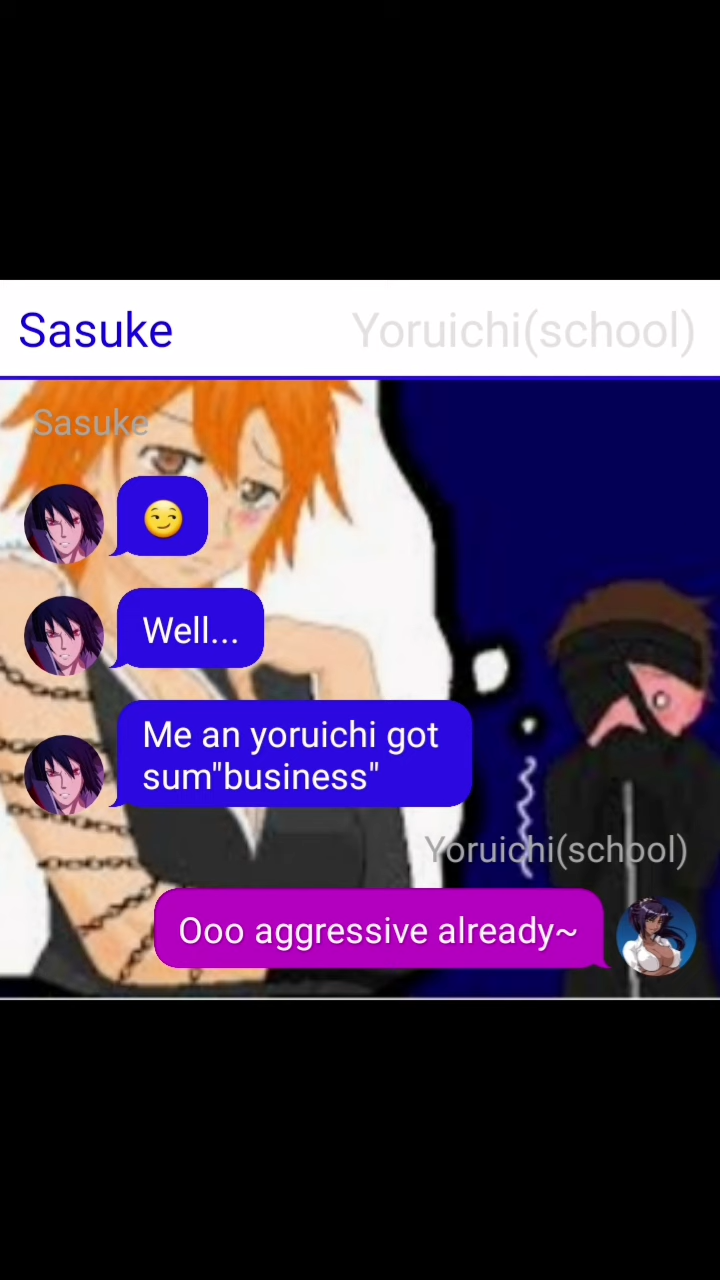 Sasuke Yoruichi(school)
Sasuke
😏
Well...
Me an yoruichi got
sum"business"
Yoruichi(school)
Ooo aggressive already~